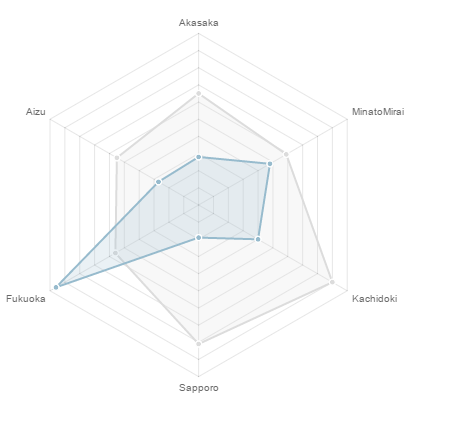 Akasaka
Aizu
MinatoMirai
Fukuoka
Kachidoki
Sapporo